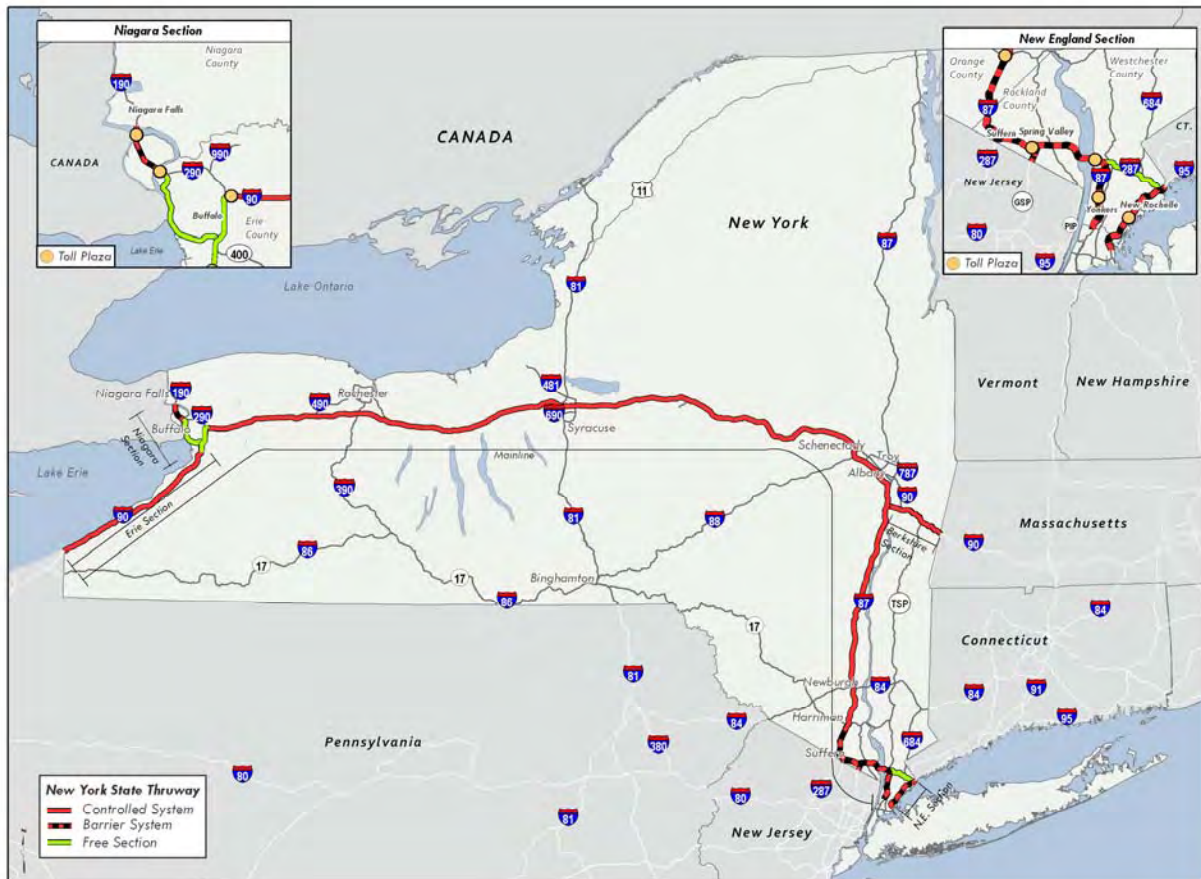 Niagara Section
Niagara
County
190
Niagara Falls
CANADA
290
990
90
Buffalo
Erie
County
Lake Erie
400
Toll Plaza
New England Section
Orange
County
Westchester
County
Rockland
County
87
684
Suffern
Spring Valley
CT.
287
87
287
95
New Jersey
GSP
Yonkers
New Rochelle
PIP
80
95
Toll Plaza
CANADA
11
New York
87
81
Lake Ontario
Vermont
New Hampshire
Niagara Falls
190
290
490
Rochester
481
690
Syracuse
Buffalo
Niagara
Section
Mainline
Schenectady
Troy
Albany
787
90
Lake Erie
90
Erie Section
390
81
88
Berkshire
Section
Massachusetts
90
86
17
17
86
Binghamton
87
TSP
17
Connecticut
84
81
Newburgh
84
84
91
95
Harriman
84
684
Pennsylvania
380
Suffern
80
80
287
81
New Jersey
N.E. Section
New York State Thruway
Controlled System
Barrier System
Free Section